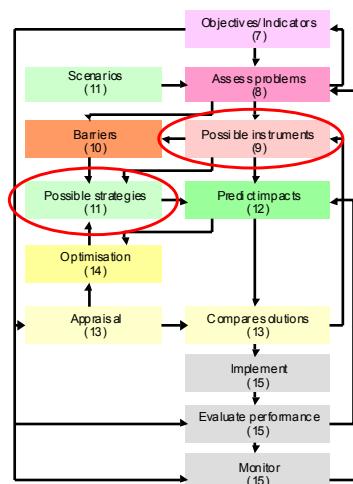 Objectives/Indicators
(7)
Scenarios
(11)
Assess problems
(8)
Barriers
(10)
Possible instruments
(9)
Possible strategies
(11)
Predict impacts
(12)
Optimisation
(14)
Appraisal
(13)
Compare solutions
(13)
Implement
(15)
Evaluate performance
(15)
Monitor
(15)